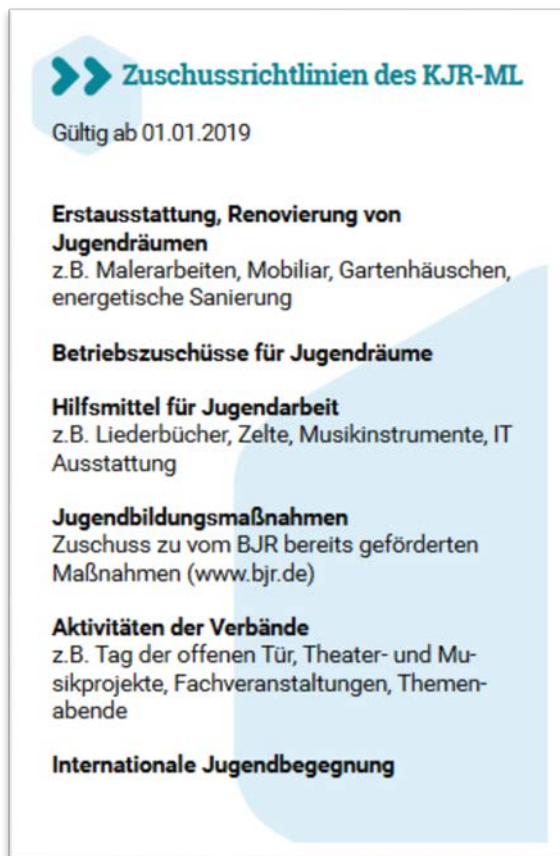 Zuschussrichtlinien des KJR-ML
Gültig ab 01.01.2019
Erstausstattung, Renovierung von
Jugendräumen
z.B. Malerarbeiten, Mobiliar, Gartenhäuschen,
energetische Sanierung
Betriebszuschüsse für Jugendräume
Hilfsmittel für Jugendarbeit
z.B. Liederbücher, Zelte, Musikinstrumente, IT
Ausstattung
Jugendbildungsmaßnahmen
Zuschuss zu vom BJR bereits geförderten
Maßnahmen (www.bjr.de)
Aktivitäten der Verbände
z.B. Tag der offenen Tür, Theater- und Mu-
sikprojekte, Fachveranstaltungen, Themen-
abende
Internationale Jugendbegegnung